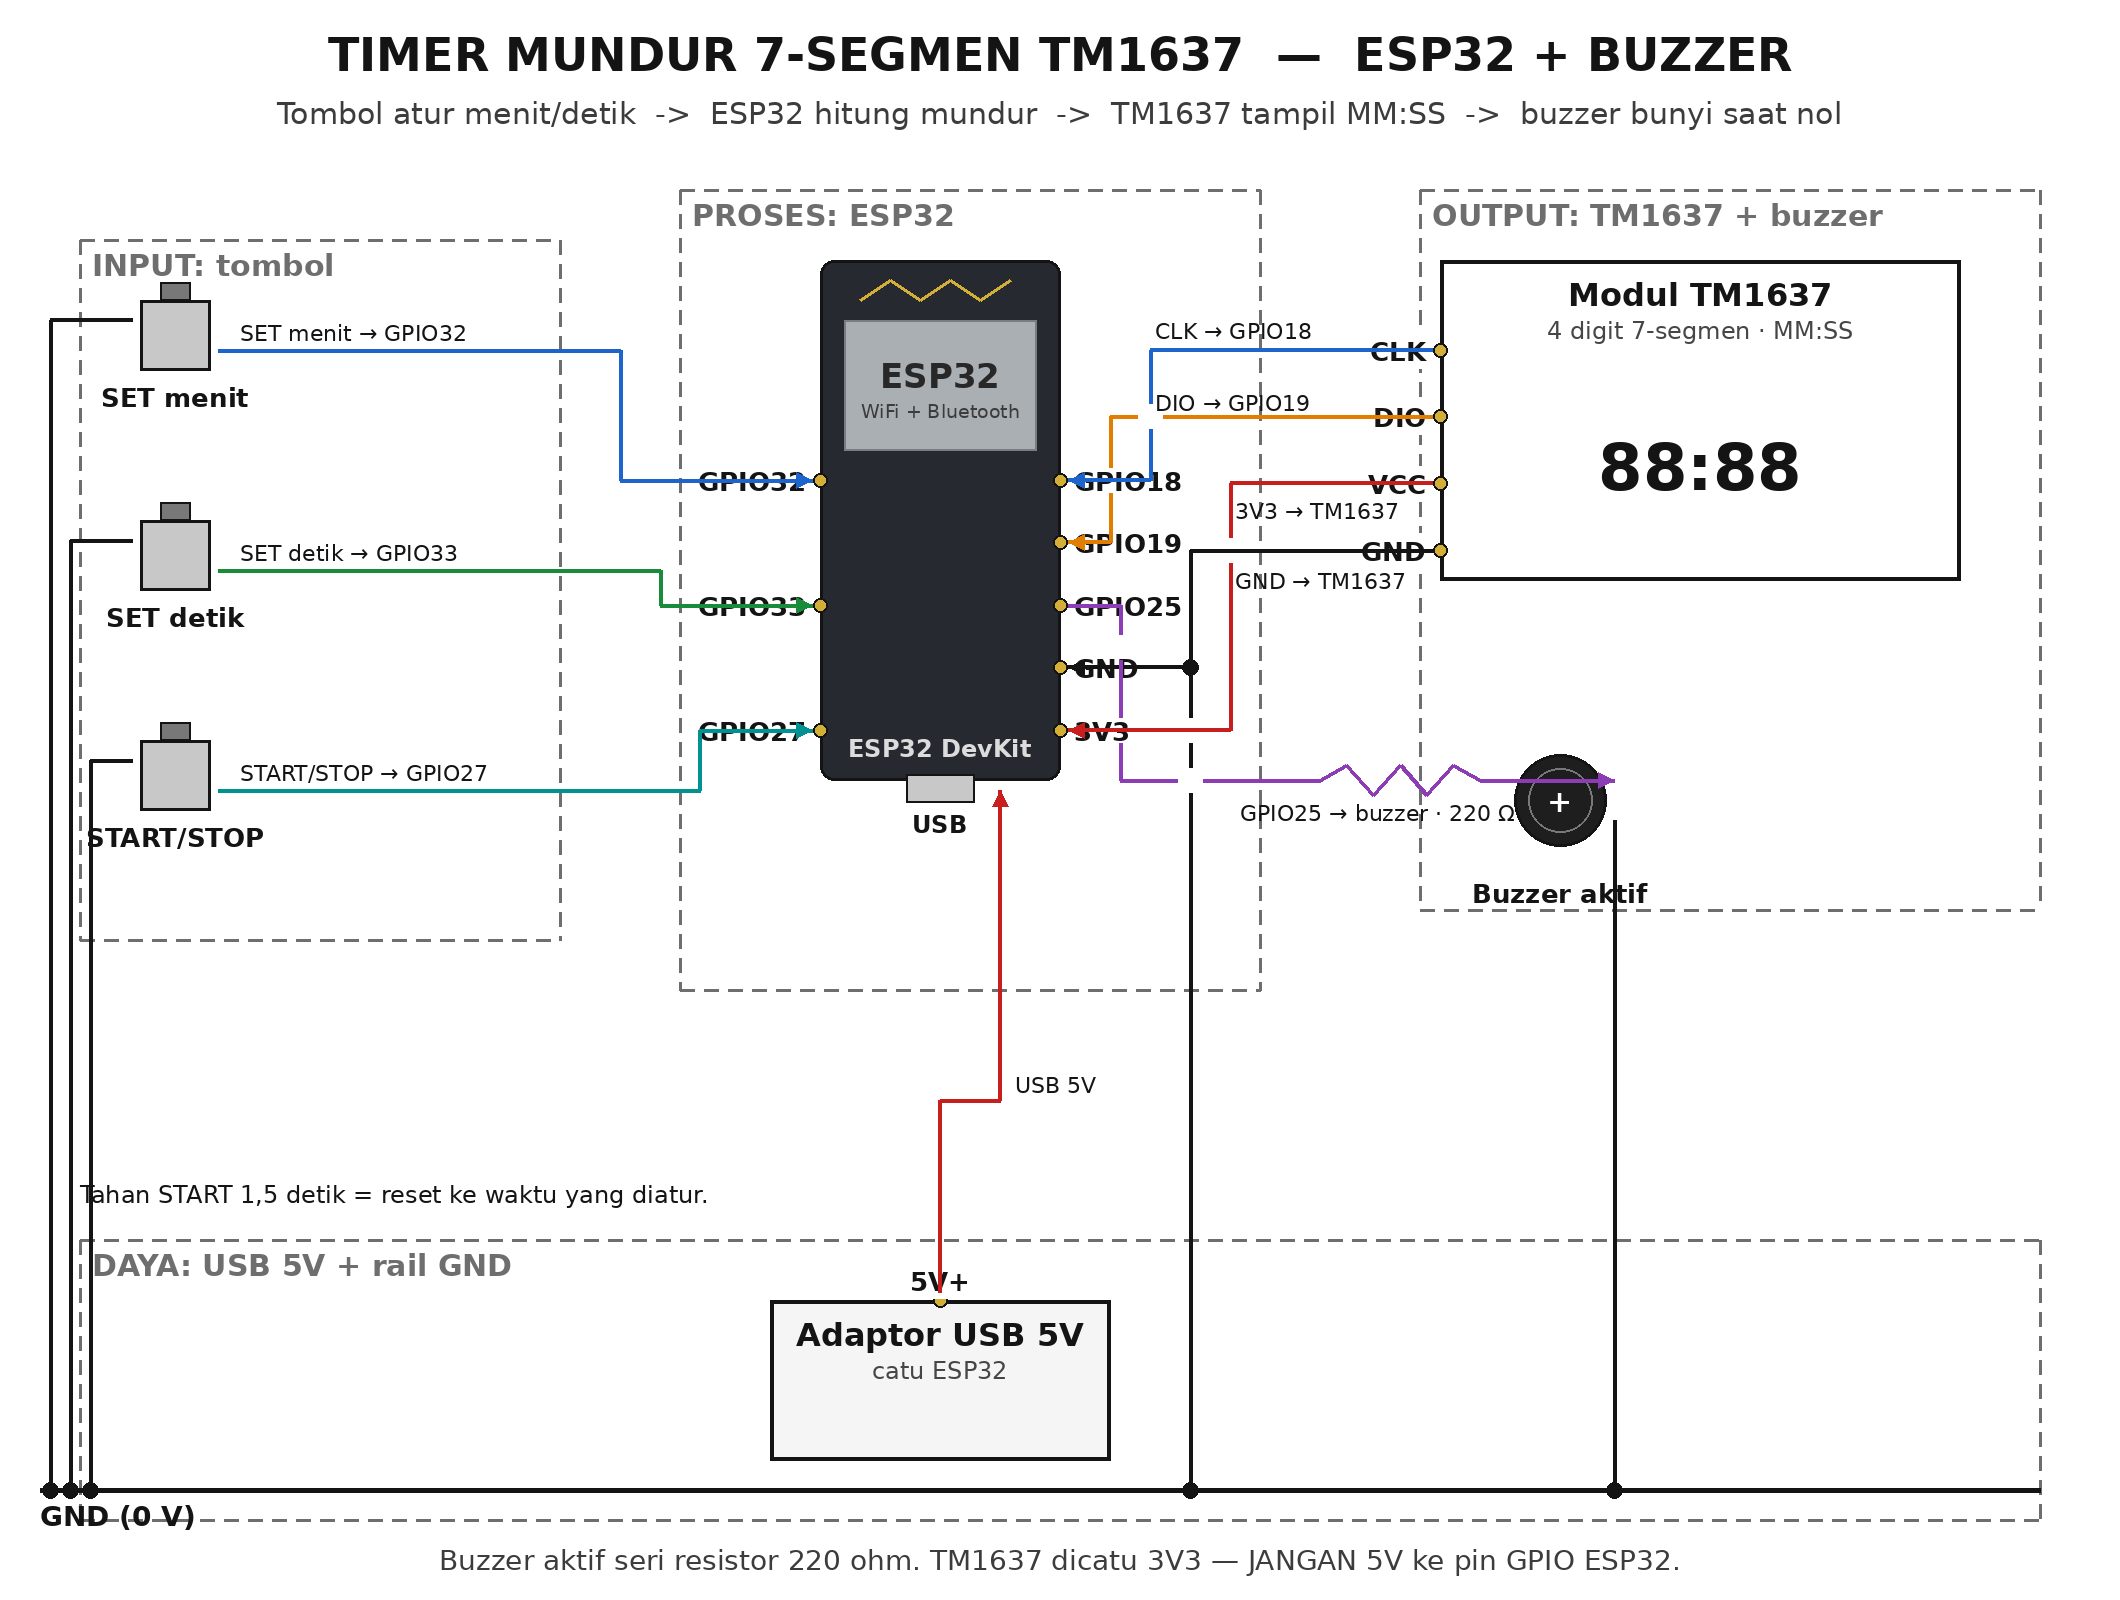 TIMER MUNDUR 7-SEGMEN TM1637 — ESP32 + BUZZER
Tombol atur menit/detik -> ESP32 hitung mundur -> TM1637 tampil MM:SS -> buzzer bunyi saat nol
INPUT: tombol
SET menit → GPIO32
SET menit
SET detik → GPIO33
SET detik
START/STOP → GPIO27
START/STOP
PROSES: ESP32
ESP32
WiFi + Bluetooth
GPIO32
GPIO33
GPIO27
GPIO18
GPIO19
GPIO25
GND
3V3
ESP32 DevKit
USB
CLK → GPIO18
DIO → GPIO19
3V3 → TM1637
GND → TM1637
GPIO25 → buzzer · 220 Ω
OUTPUT: TM1637 + buzzer
Modul TM1637
4 digit 7-segmen · MM:SS
CLK
DIO
VCC
GND
88:88
+
Buzzer aktif
USB 5V
Tahan START 1,5 detik = reset ke waktu yang diatur.
DAYA: USB 5V + rail GND
5V+
Adaptor USB 5V
catu ESP32
GND (0 V)
Buzzer aktif seri resistor 220 ohm. TM1637 dicatu 3V3 — JANGAN 5V ke pin GPIO ESP32.